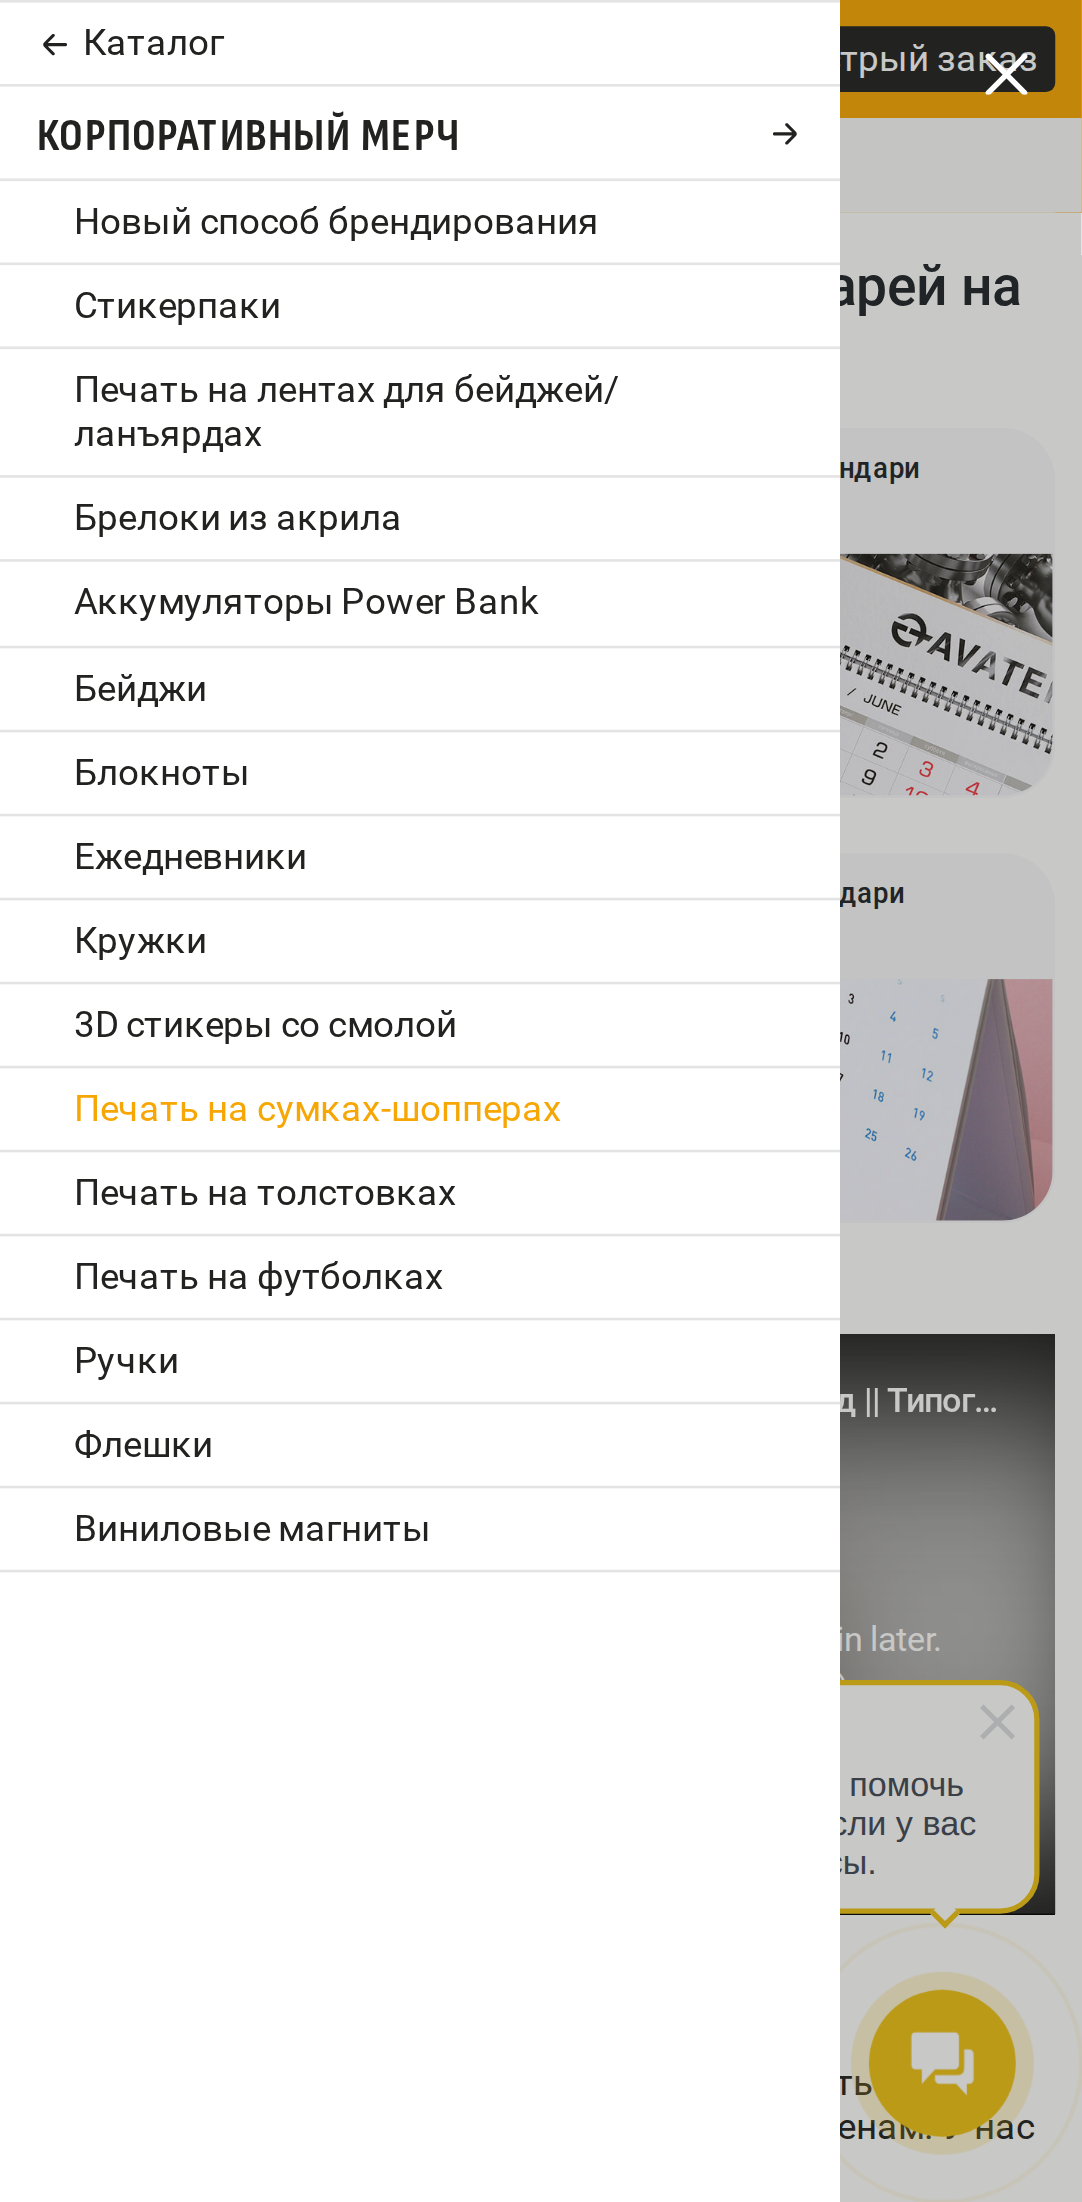 Каталог
трый заказ
КОРПОРАТИВНЫЙ МЕРЧ
Новый способ брендирования
Стикерпаки
арей на
Печать на лентах для бейджей/
ланъярдах
ндари
Брелоки из акрила
Аккумуляторы Power Bank
AVATE
/ JUNE
Бейджи
2 3 4
9
Блокноты
Ежедневники
дари
Кружки
3D стикеры со смолой
3 4 5
10 11 12
18 19
25 26
Печать на сумках-шопперах
Печать на толстовках
Печать на футболках
Ручки
д || Типог...
Флешки
Виниловые магниты
in later.
помочь
сли у вас
сы.
ть
енам. У нас